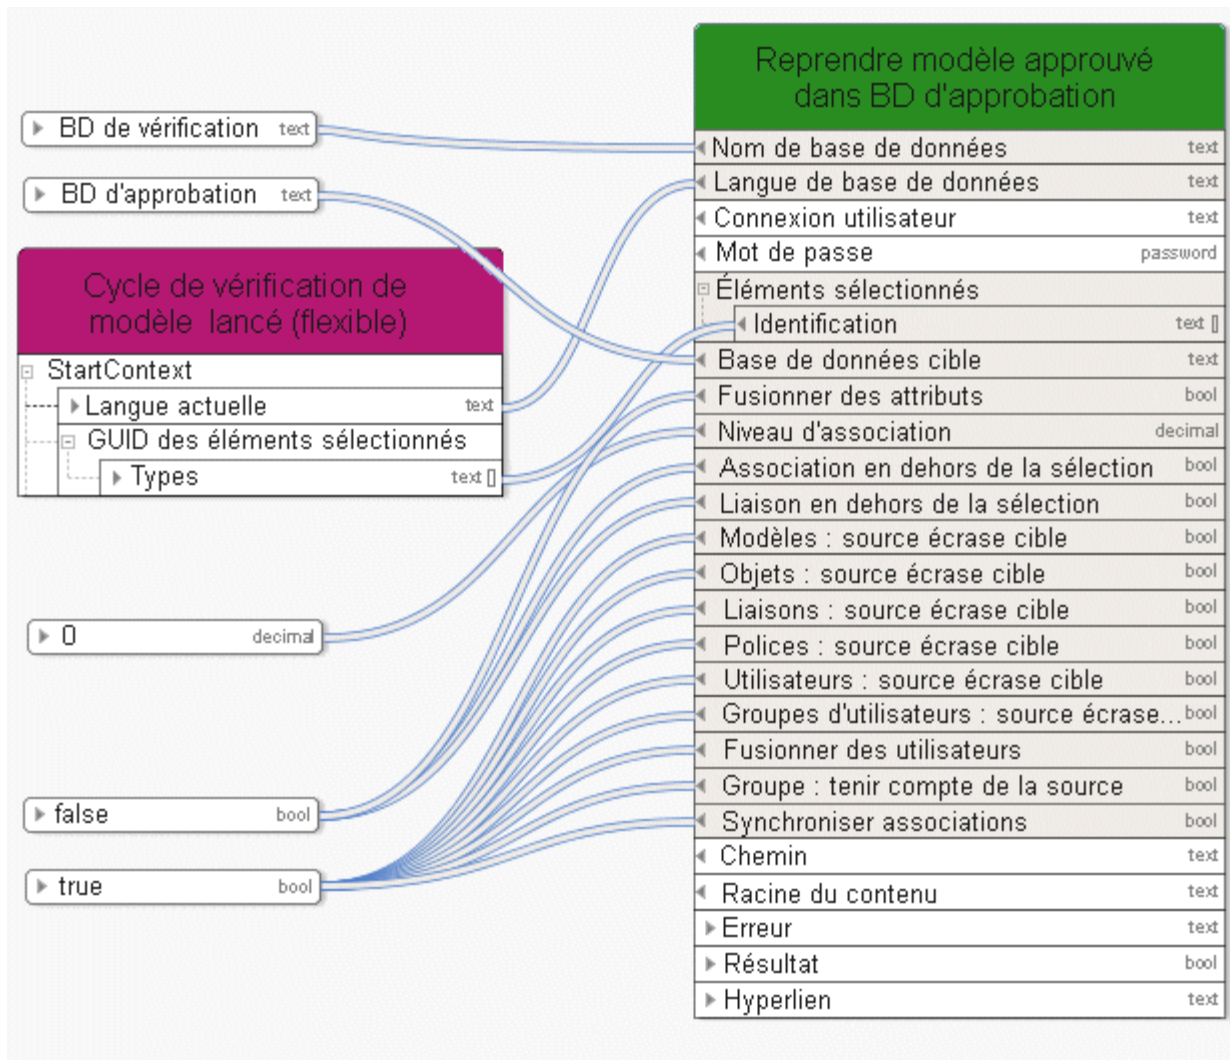 BD de vérification text
BD d'approbation text
Cycle de vérification de
modèle lancé (flexible)
StartContext
Langue actuelle text
GUID des éléments sélectionnés
Types text []
0 decimal
false bool
true bool
Reprendre modèle approuvé
dans BD d'approbation
Nom de base de données text
Langue de base de données text
Connexion utilisateur text
Mot de passe password
Éléments sélectionnés
Identification text []
Base de données cible text
Fusionner des attributs bool
Niveau d'association decimal
Association en dehors de la sélection bool
Liaison en dehors de la sélection bool
Modèles : source écrase cible bool
Objets : source écrase cible bool
Liaisons : source écrase cible bool
Polices : source écrase cible bool
Utilisateurs : source écrase cible bool
Groupes d'utilisateurs : source écrase... bool
Fusionner des utilisateurs bool
Groupe : tenir compte de la source bool
Synchroniser associations bool
Chemin text
Racine du contenu text
Erreur text
Résultat bool
Hyperlien text